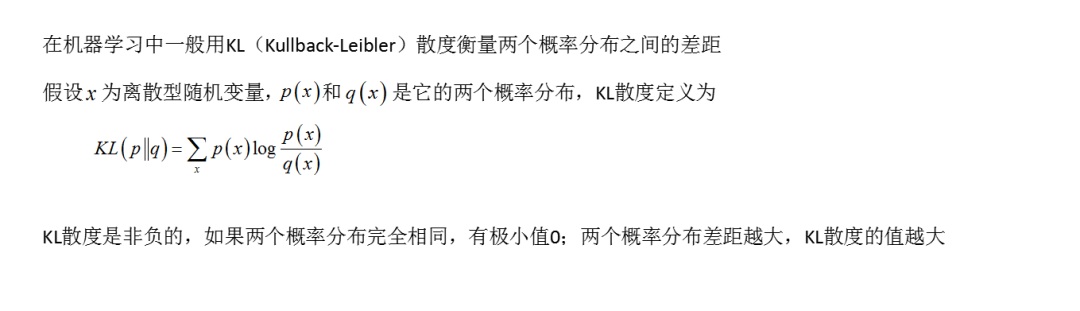 在机器学习中一般用KL（Kullback-Leibler）散度衡量两个概率分布之间的差距
假设 x 为离散型随机变量，p(x)和 q(x) 是它的两个概率分布，KL散度定义为
KL(p‖q)=∑ₓ p(x)log p(x)/q(x)
KL散度是非负的，如果两个概率分布完全相同，有极小值0；两个概率分布差距越大，KL散度的值越大